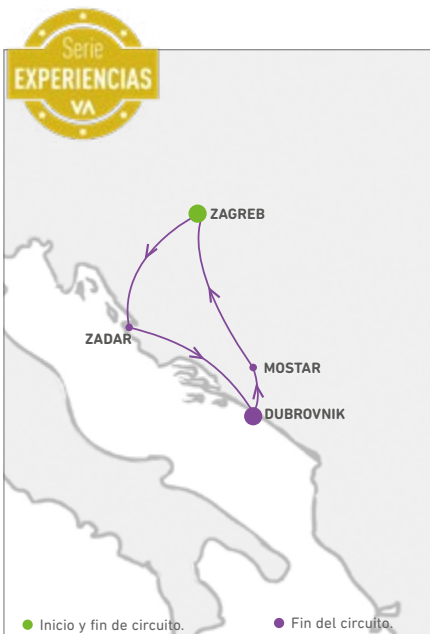 Serie
EXPERIENCIAS
VA
ZAGREB
ZADAR
MOSTAR
DUBROVNIK
Inicio y fin de circuito.
Fin del circuito.